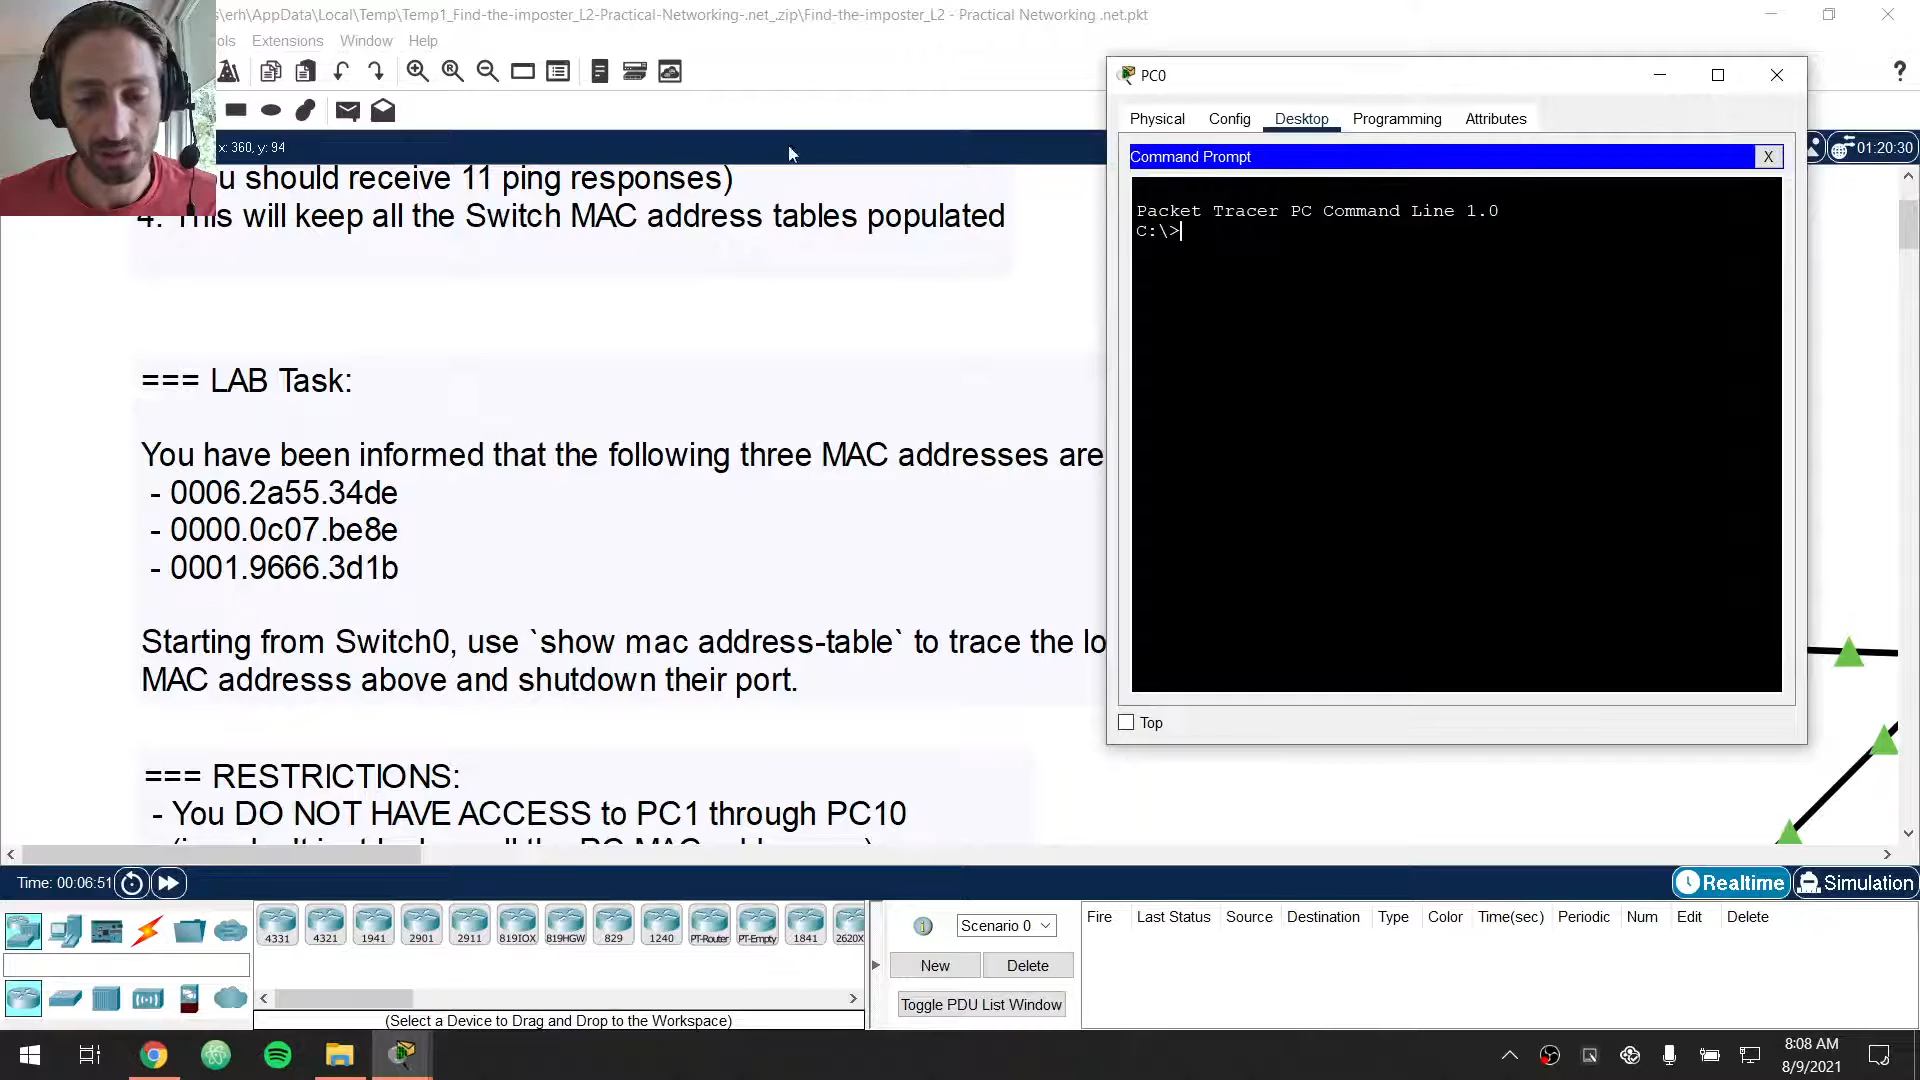 s\erh\AppData\Local\Temp\Temp1_Find-the-imposter_L2-Practical-Networking-.net_.zip\Find-the-imposter_L2 - Practical Networking .net.pkt
ols Extensions Window Help
x: 360, y: 94
01:20:30
ou should receive 11 ping responses)
4. This will keep all the Switch MAC address tables populated
=== LAB Task:
You have been informed that the following three MAC addresses are
- 0006.2a55.34de
- 0000.0c07.be8e
- 0001.9666.3d1b
Starting from Switch0, use `show mac address-table` to trace the lo
MAC addresss above and shutdown their port.
=== RESTRICTIONS:
- You DO NOT HAVE ACCESS to PC1 through PC10
PC0
Physical Config Desktop Programming Attributes
Command Prompt X
Packet Tracer PC Command Line 1.0
C:\>
Top
Time: 00:06:51
Realtime Simulation
4331 4321 1941 2901 2911 819IOX 819HGW 829 1240 PT-Router PT-Empty 1841 2620X
(Select a Device to Drag and Drop to the Workspace)
Scenario 0
New Delete
Toggle PDU List Window
Fire Last Status Source Destination Type Color Time(sec) Periodic Num Edit Delete
8:08 AM
8/9/2021